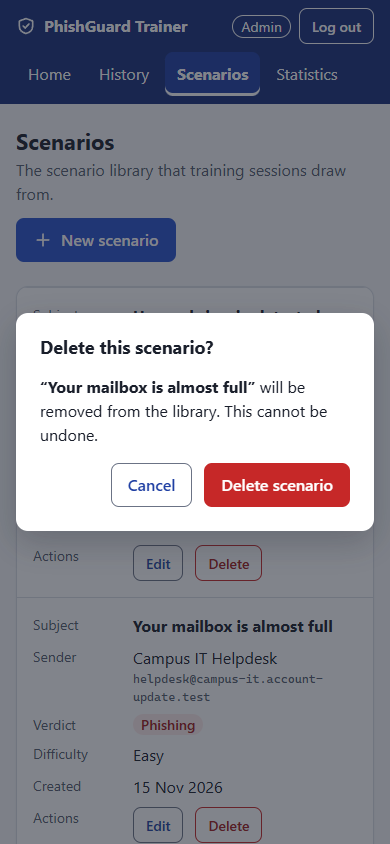 PhishGuard Trainer
Admin
Log out
Home
History
Scenarios
Statistics
Scenarios
The scenario library that training sessions draw
from.
+ New scenario
Delete this scenario?
“Your mailbox is almost full” will be
removed from the library. This cannot be
undone.
Cancel
Delete scenario
Actions
Edit
Delete
Subject
Your mailbox is almost full
Sender
Campus IT Helpdesk
helpdesk@campus-it.account-
update.test
Verdict
Phishing
Difficulty
Easy
Created
15 Nov 2026
Actions
Edit
Delete